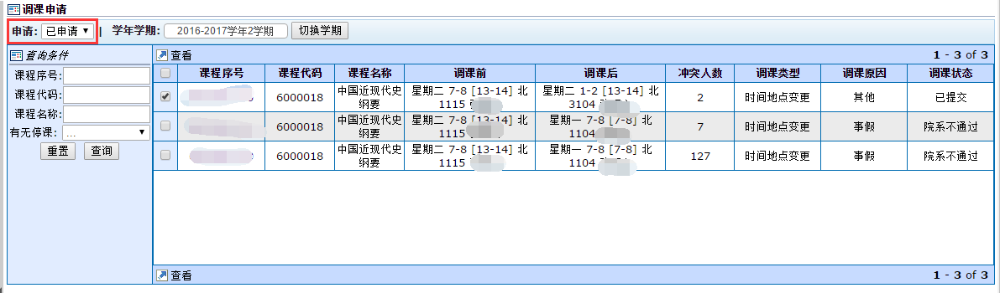 调课申请
申请: 已申请 | 学年学期: 2016-2017学年2学期 切换学期
查询条件
课程序号:
课程代码:
课程名称:
有无停课: ...
重置 查询
查看 1 - 3 of 3
课程序号 课程代码 课程名称 调课前 调课后 冲突人数 调课类型 调课原因 调课状态
6000018 中国近现代史纲要 星期二 7-8 [13-14] 北1115 星期二 1-2 [13-14] 北3104 2 时间地点变更 其他 已提交
6000018 中国近现代史纲要 星期二 7-8 [13-14] 北1115 星期一 7-8 [7-8] 北1104 7 时间地点变更 事假 院系不通过
6000018 中国近现代史纲要 星期二 7-8 [13-14] 北1115 星期一 7-8 [7-8] 北1104 127 时间地点变更 事假 院系不通过
查看 1 - 3 of 3